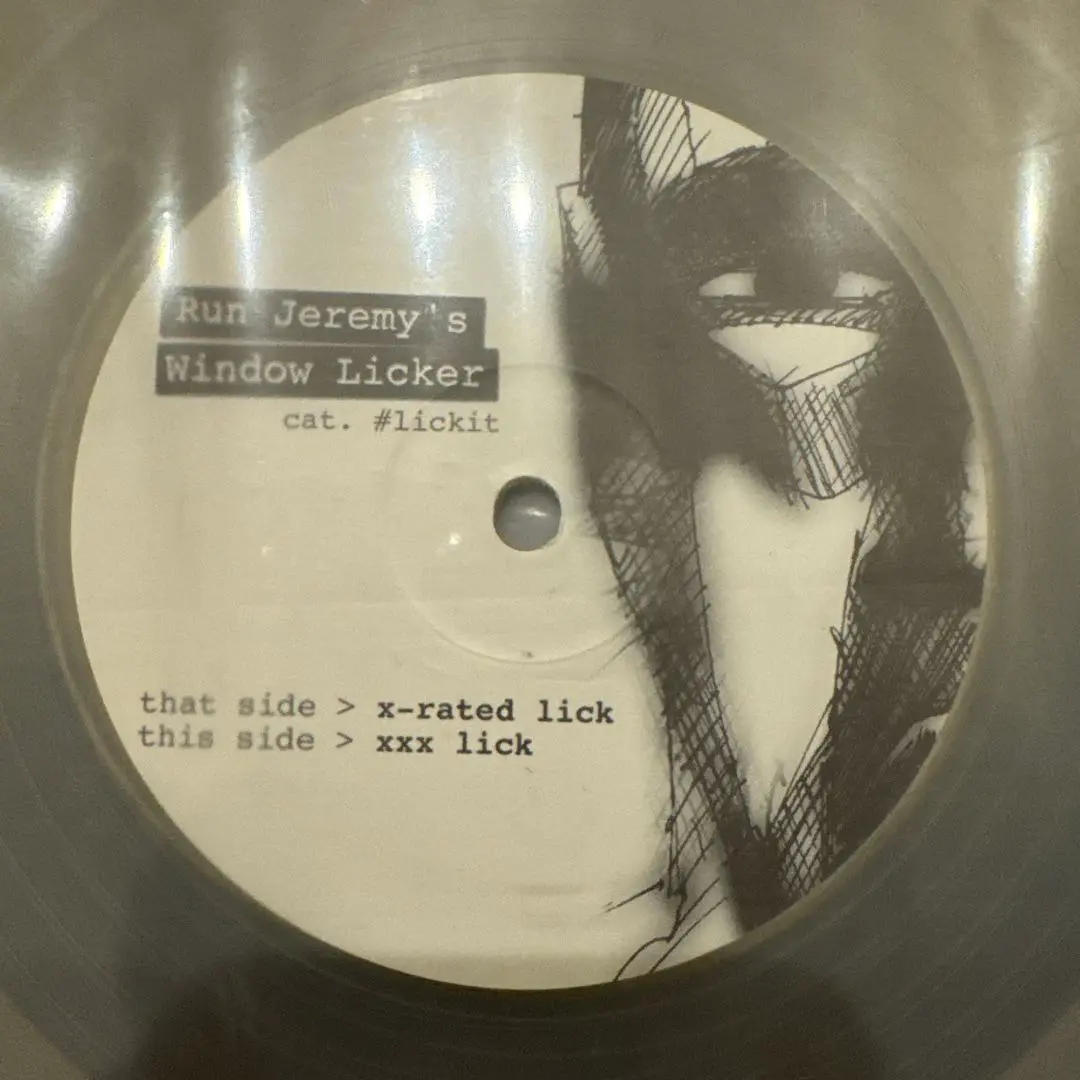 Run Jeremy's
Window Licker
cat. #lickit
that side > x-rated lick
this side > xxx lick